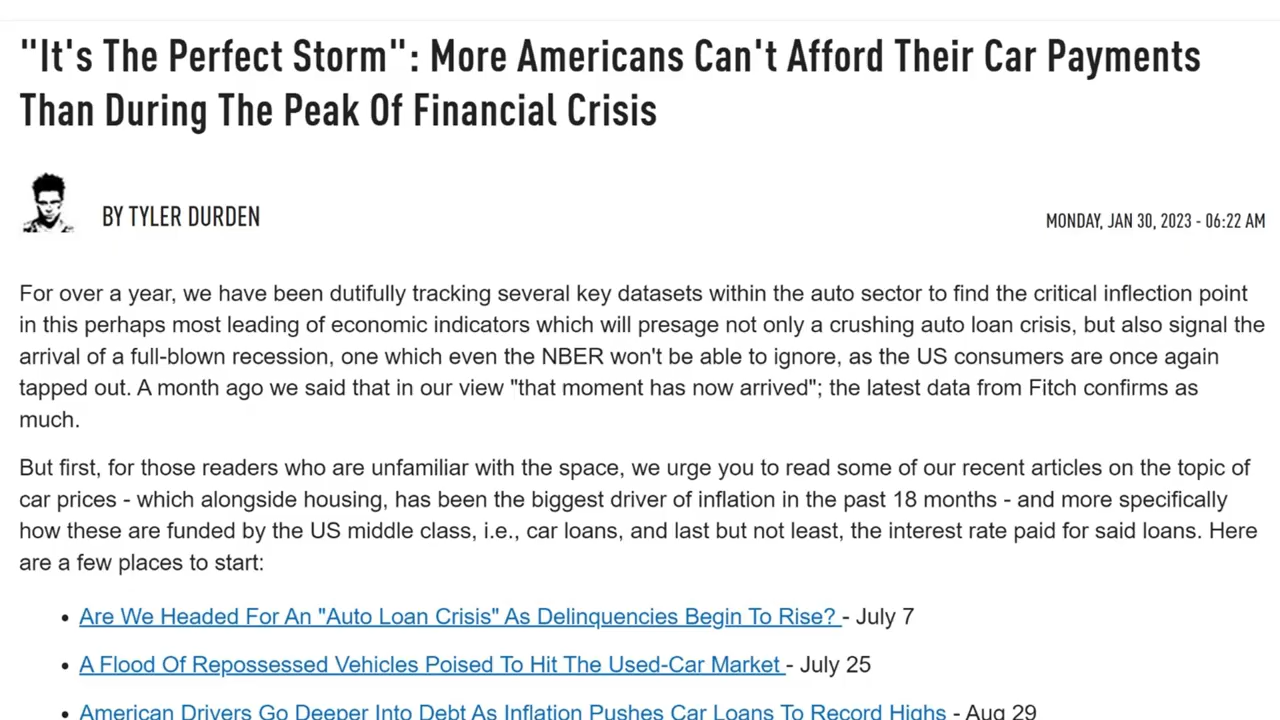 "It's The Perfect Storm": More Americans Can't Afford Their Car Payments
Than During The Peak Of Financial Crisis
BY TYLER DURDEN
MONDAY, JAN 30, 2023 - 06:22 AM
For over a year, we have been dutifully tracking several key datasets within the auto sector to find the critical inflection point
in this perhaps most leading of economic indicators which will presage not only a crushing auto loan crisis, but also signal the
arrival of a full-blown recession, one which even the NBER won't be able to ignore, as the US consumers are once again
tapped out. A month ago we said that in our view "that moment has now arrived"; the latest data from Fitch confirms as
much.
But first, for those readers who are unfamiliar with the space, we urge you to read some of our recent articles on the topic of
car prices - which alongside housing, has been the biggest driver of inflation in the past 18 months - and more specifically
how these are funded by the US middle class, i.e., car loans, and last but not least, the interest rate paid for said loans. Here
are a few places to start:
• Are We Headed For An "Auto Loan Crisis" As Delinquencies Begin To Rise? - July 7
• A Flood Of Repossessed Vehicles Poised To Hit The Used-Car Market - July 25
• American Drivers Go Deeper Into Debt As Inflation Pushes Car Loans To Record Highs - Aug 29